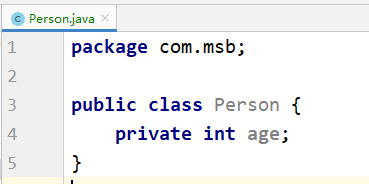 Person.java
1 package com.msb;
2
3 public class Person {
4     private int age;
5 }